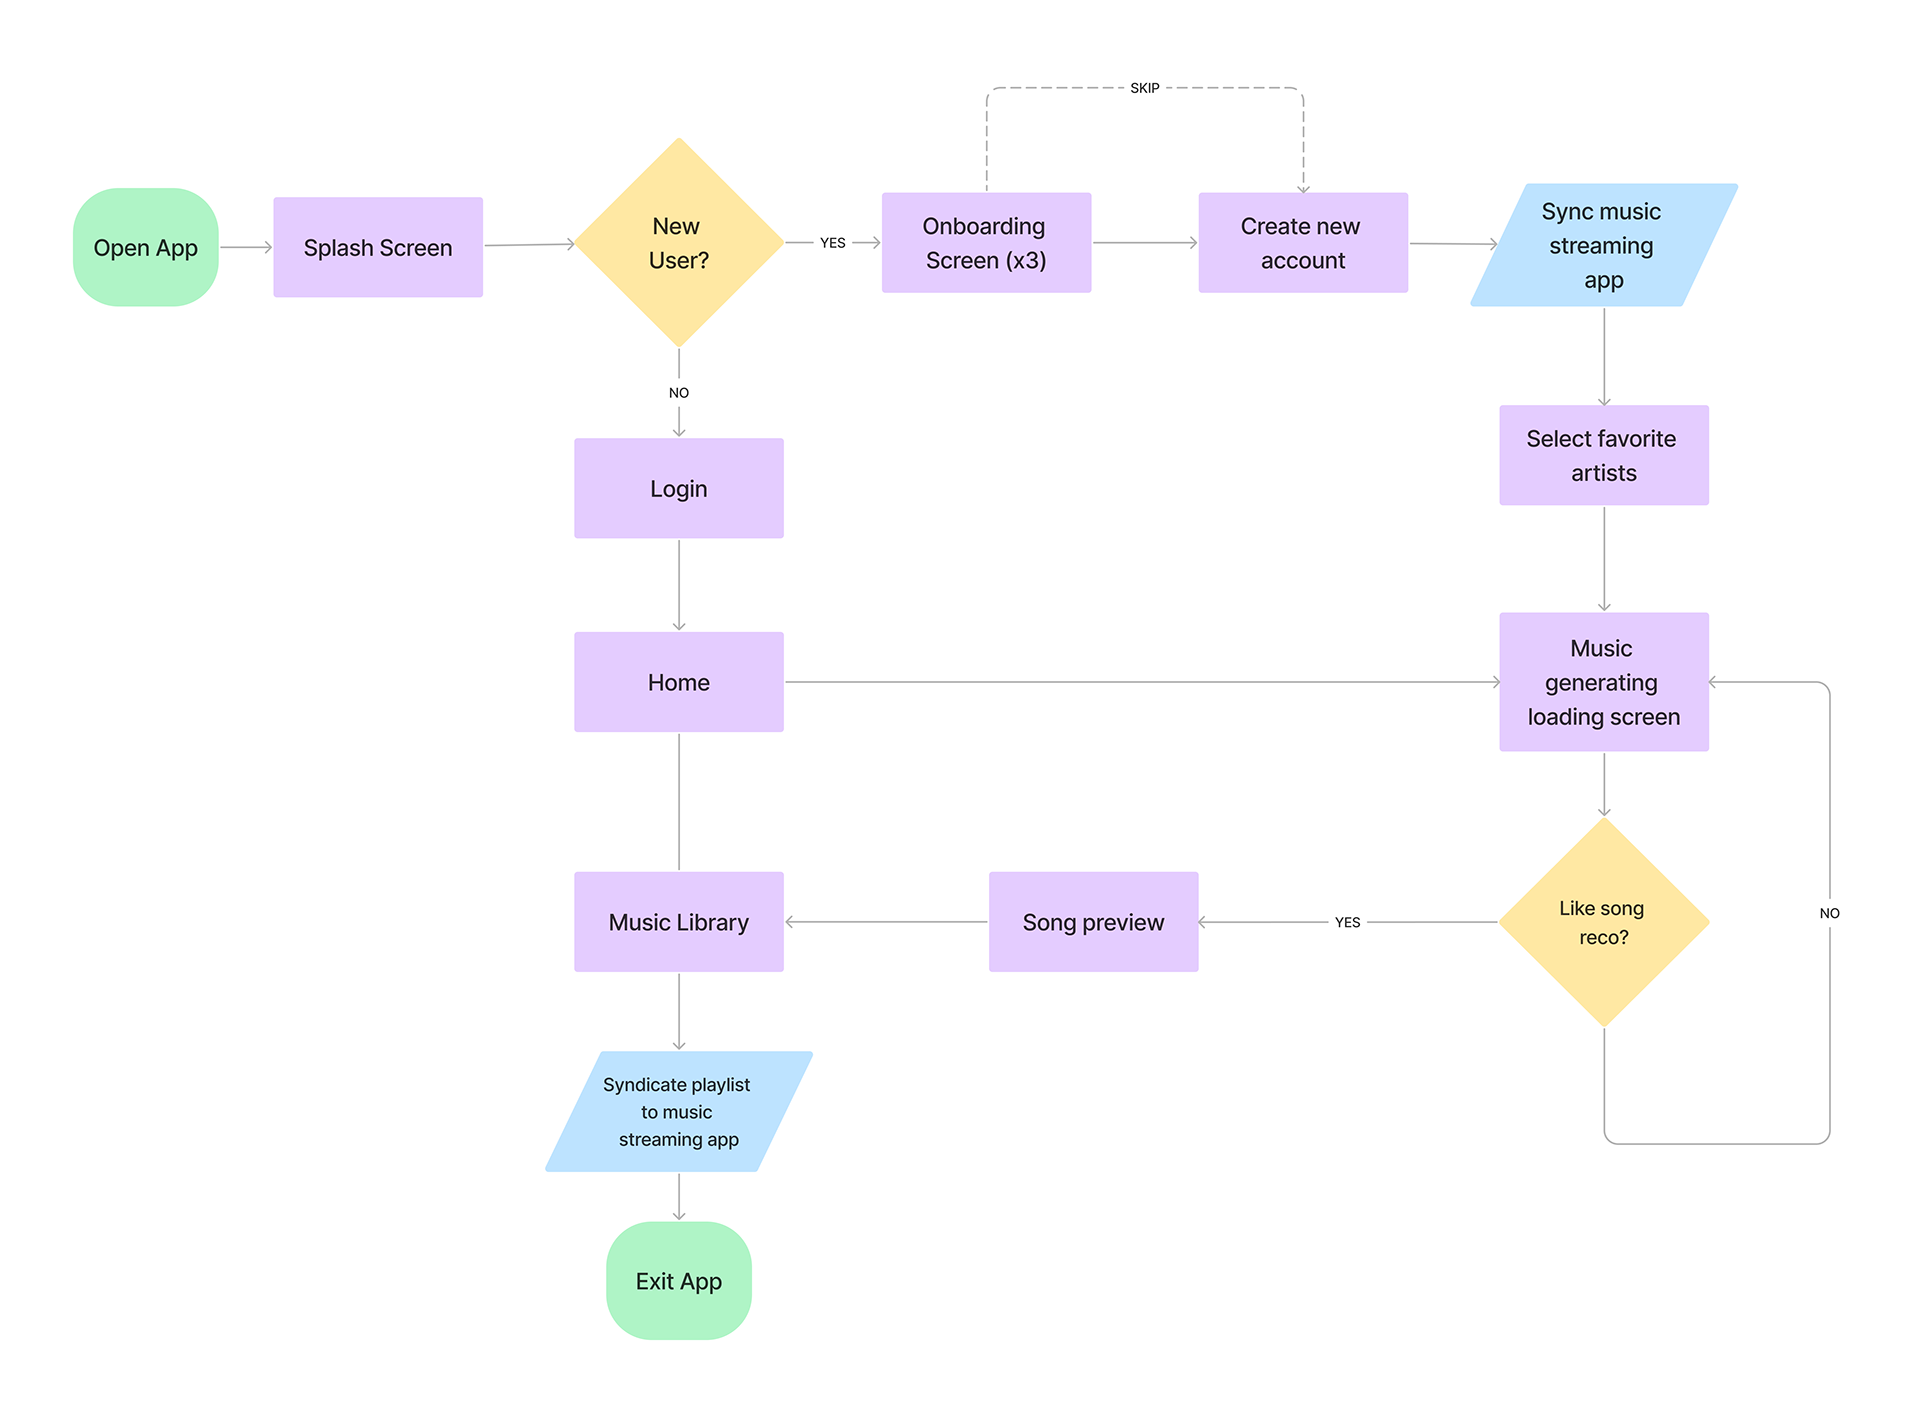 SKIP
Open App
Splash Screen
New
User?
YES
Onboarding
Screen (x3)
Create new
account
Sync music
streaming
app
NO
Login
Select favorite
artists
Home
Music
generating
loading screen
Music Library
Song preview
YES
Like song
reco?
NO
Syndicate playlist
to music
streaming app
Exit App